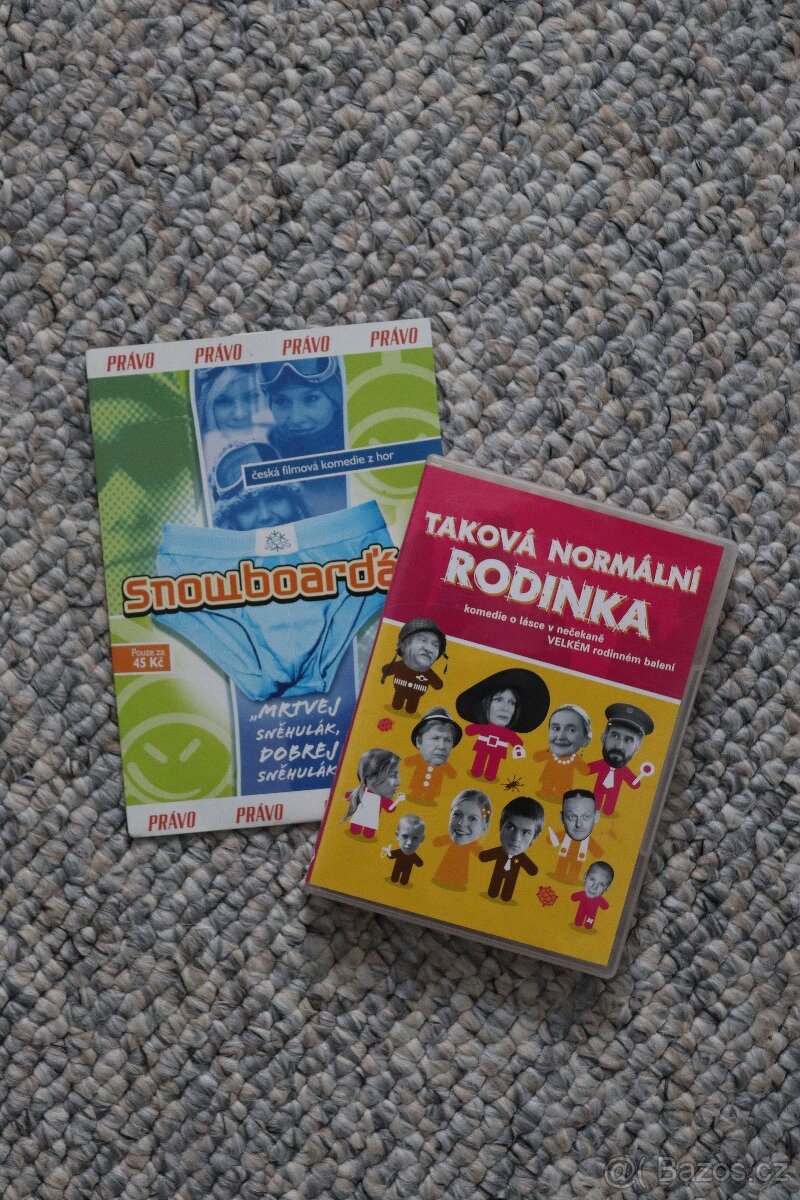 PRÁVO PRÁVO PRÁVO PRÁVO
česká filmová komedie z hor
Snowboard'á
Pouze za
45 Kč
„MRTVEJ
SNĚHULÁK,
DOBREJ
SNĚHULÁK
PRÁVO PRÁVO
TAKOVÁ NORMÁLNÍ
RODINKA
komedie o lásce v nečekaně
VELKÉM rodinném balení
@( Bazos.cz